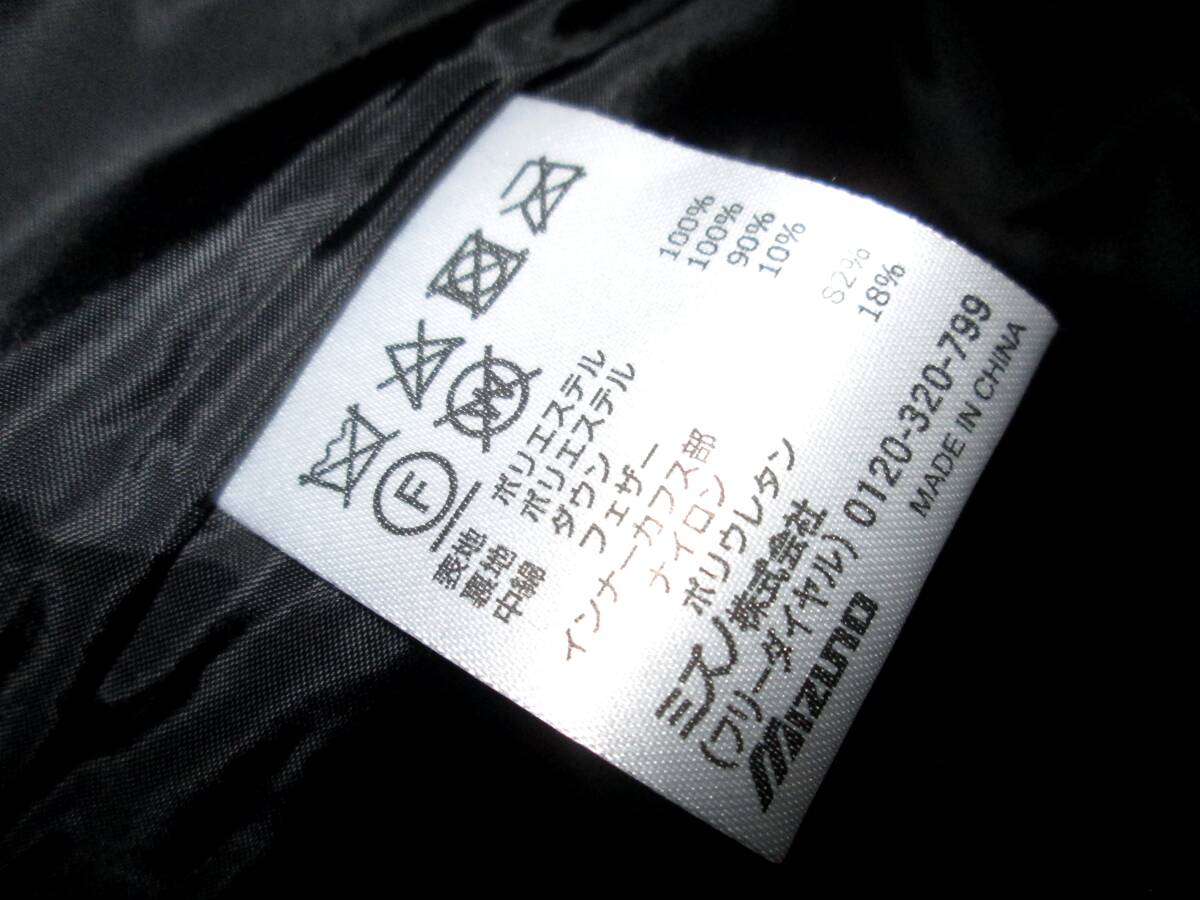 F
W
表地 ポリエステル 100%
裏地 ポリエステル 100%
中綿 ダウン 90%
フェザー 10%
インナーカフス部
ナイロン 82%
ポリウレタン 18%
ミズノ株式会社
(フリーダイヤル) 0120-320-799
Mizuno MADE IN CHINA